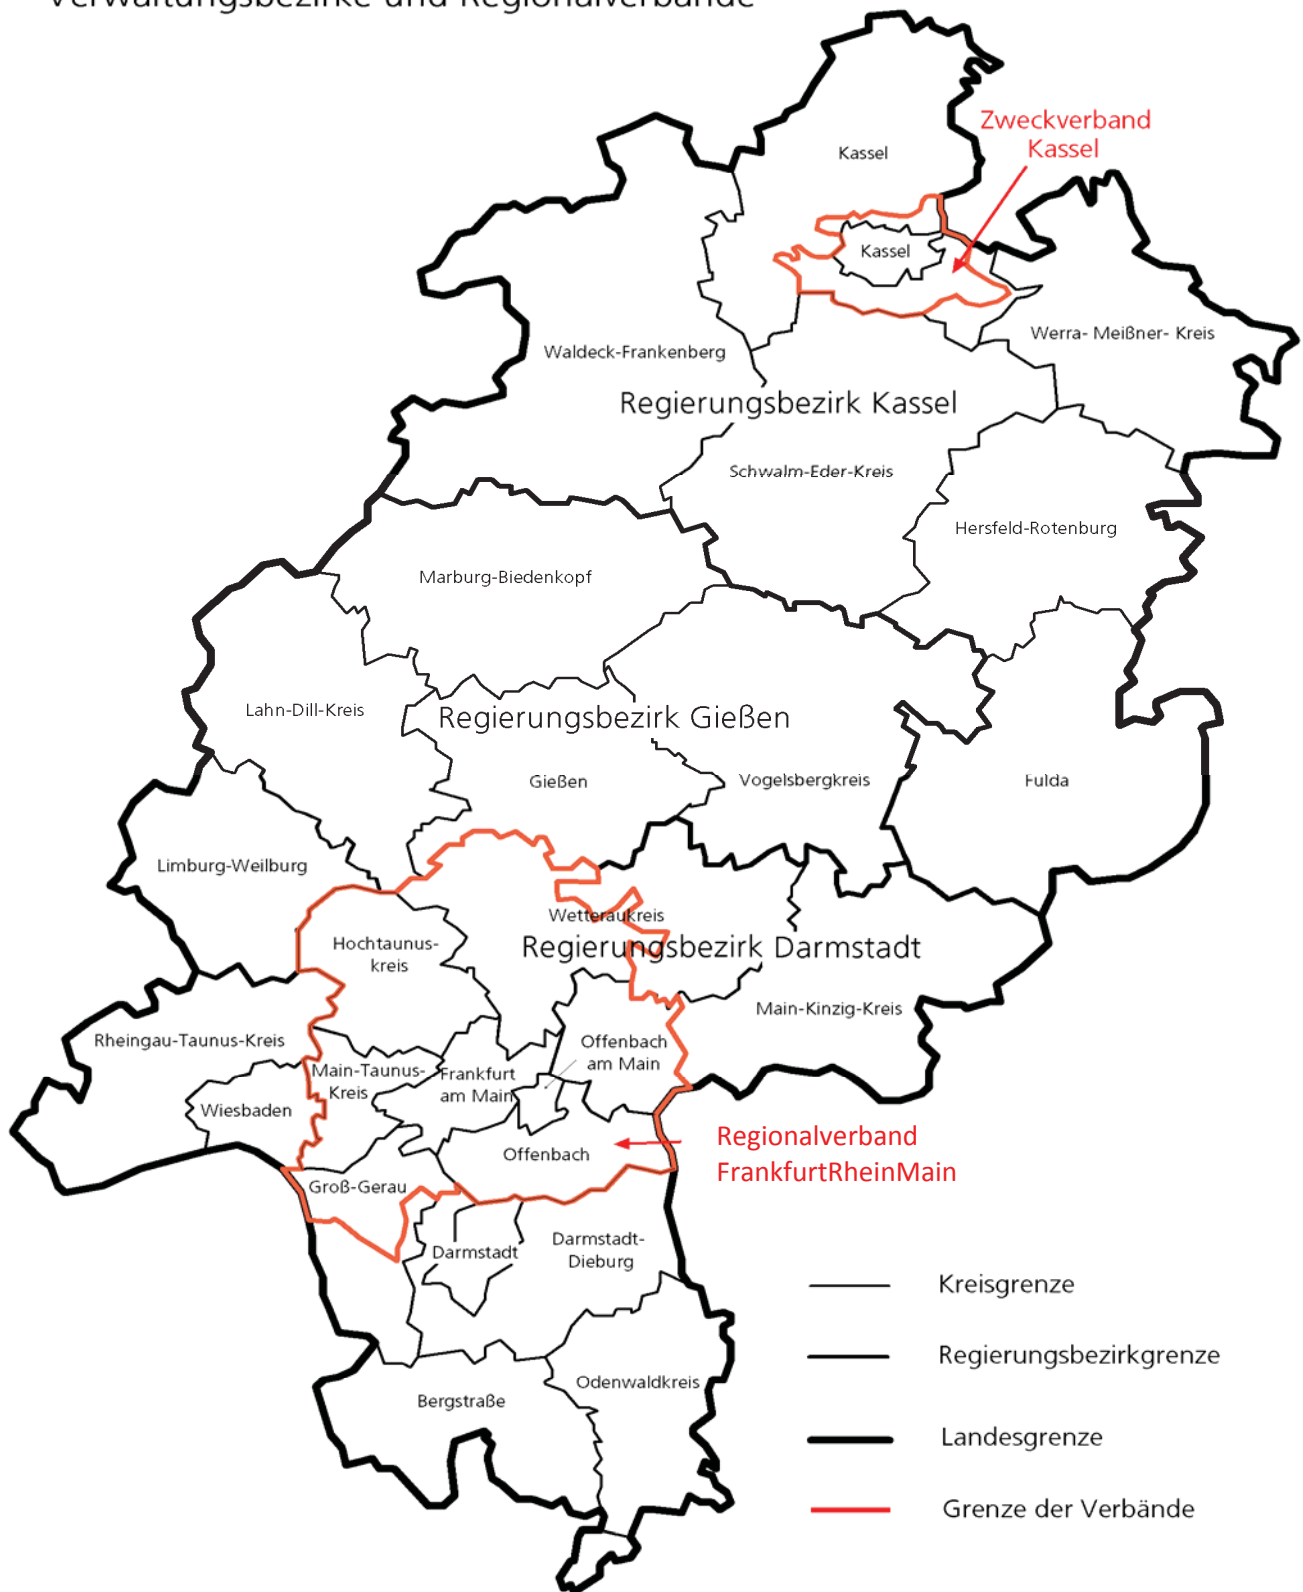 Verwaltungsbezirke und Regionalverbände
Zweckverband
Kassel
Kassel
Kassel
Werra- Meißner- Kreis
Waldeck-Frankenberg
Regierungsbezirk Kassel
Schwalm-Eder-Kreis
Hersfeld-Rotenburg
Marburg-Biedenkopf
Lahn-Dill-Kreis
Regierungsbezirk Gießen
Gießen
Vogelsbergkreis
Fulda
Limburg-Weilburg
Wetteraukreis
Hochtaunus-
kreis
Regierungsbezirk Darmstadt
Main-Kinzig-Kreis
Rheingau-Taunus-Kreis
Offenbach
am Main
Main-Taunus-
Kreis
Frankfurt
am Main
Wiesbaden
Regionalverband
FrankfurtRheinMain
Offenbach
Groß-Gerau
Darmstadt
Darmstadt-
Dieburg
Kreisgrenze
Regierungsbezirkgrenze
Odenwaldkreis
Bergstraße
Landesgrenze
Grenze der Verbände